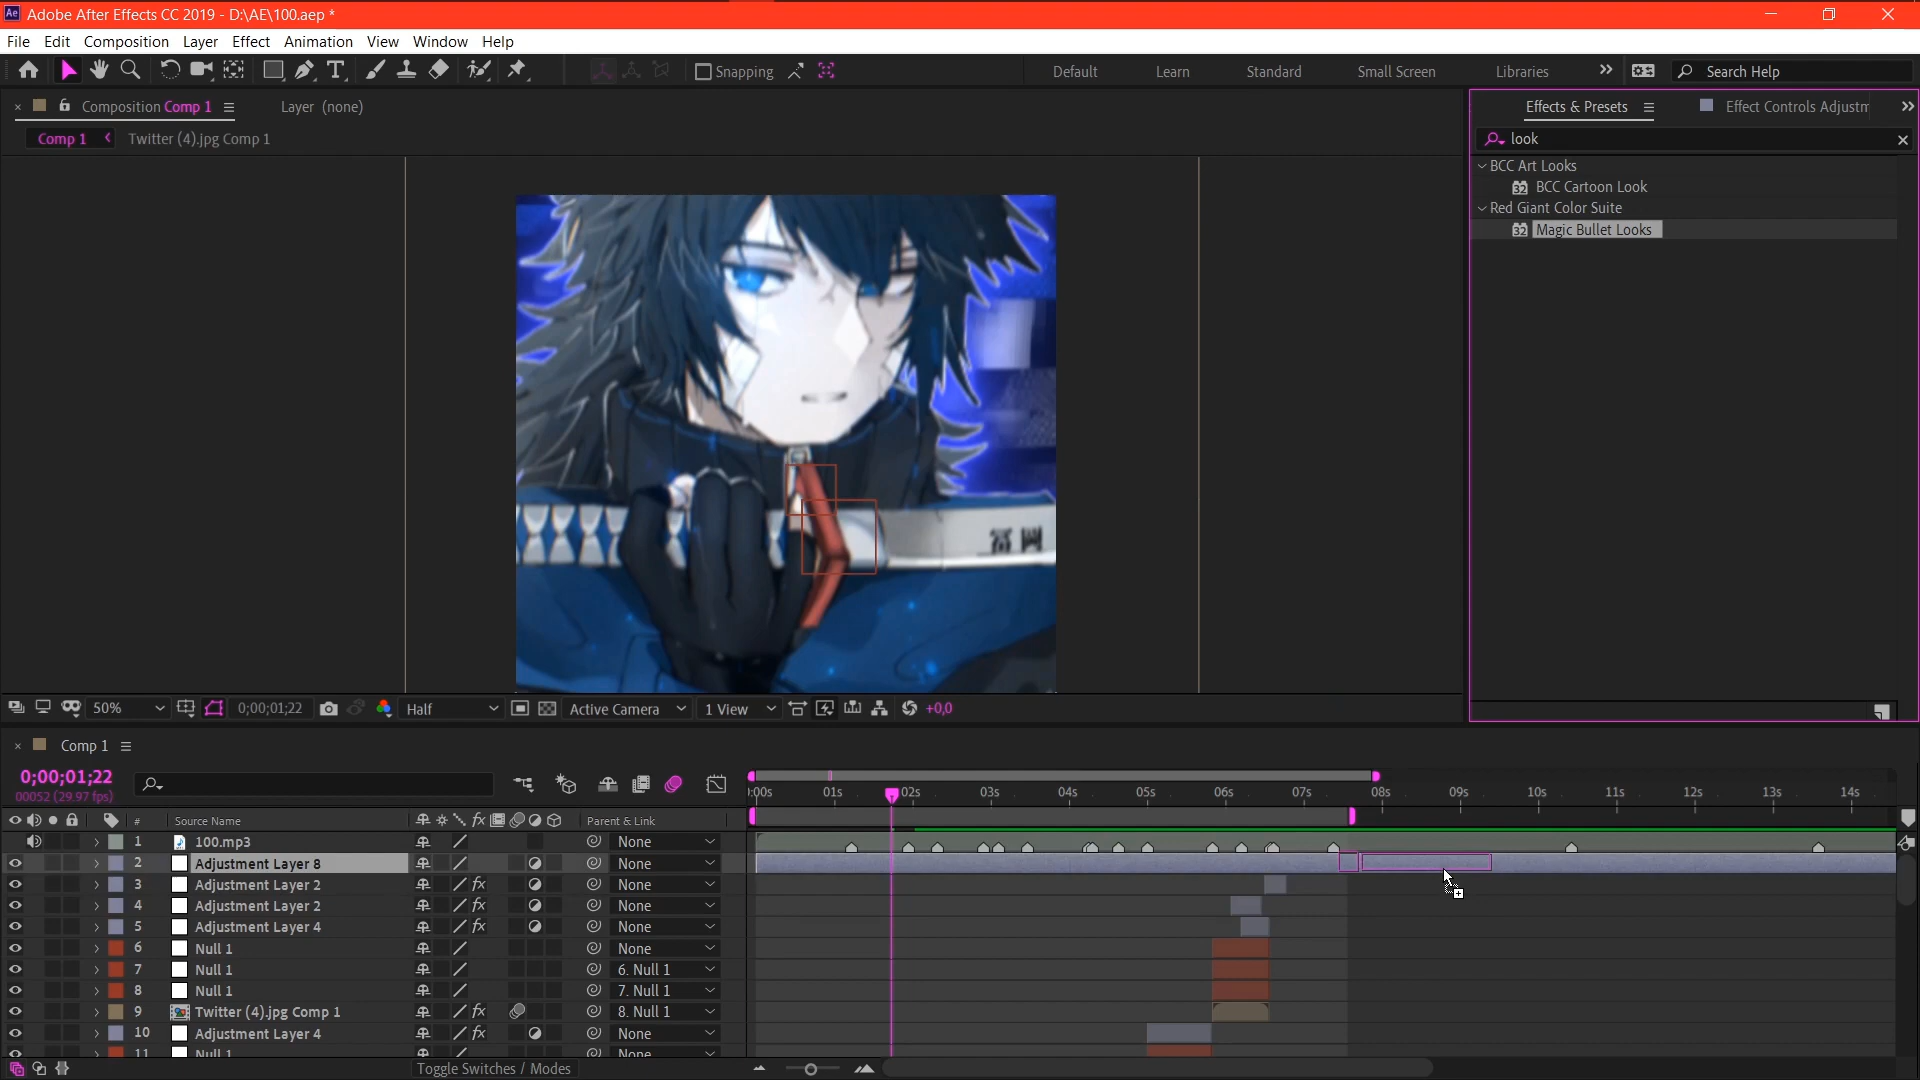 Adobe After Effects CC 2019 - D:\AE\100.aep *
File Edit Composition Layer Effect Animation View Window Help
Snapping Default Learn Standard Small Screen Libraries Search Help
Composition Comp 1 Layer (none)
Comp 1 Twitter (4).jpg Comp 1
Effects & Presets Effect Controls Adjustm
look
BCC Art Looks
32 BCC Cartoon Look
Red Giant Color Suite
32 Magic Bullet Looks
50% 0;00;01;22 Half Active Camera 1 View +0,0
Comp 1
0;00;01;22
00052 (29.97 fps)
):00s 01s 02s 03s 04s 05s 06s 07s 08s 09s 10s 11s 12s 13s 14s
# Source Name Parent & Link
1 100.mp3 None
2 Adjustment Layer 8 None
3 Adjustment Layer 2 fx None
4 Adjustment Layer 2 fx None
5 Adjustment Layer 4 fx None
6 Null 1 None
7 Null 1 6. Null 1
8 Null 1 7. Null 1
9 Twitter (4).jpg Comp 1 fx 8. Null 1
10 Adjustment Layer 4 fx None
11 Null 1 None
Toggle Switches / Modes